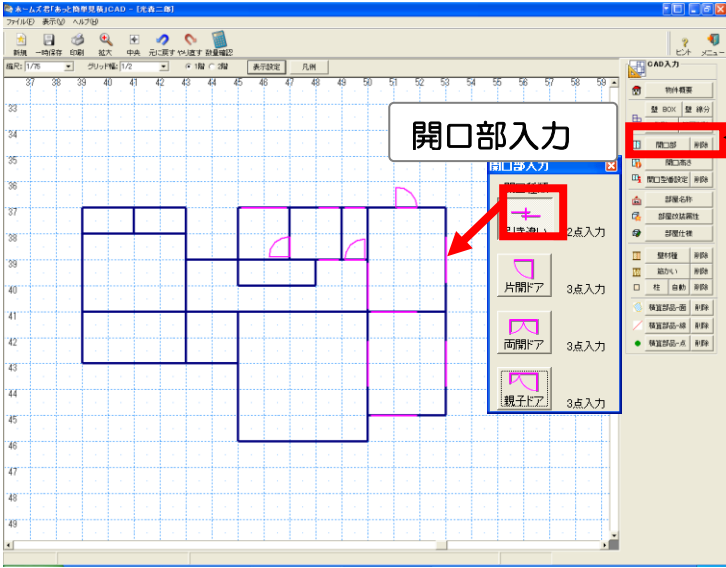 ホームズ君「あっと簡単見積」CAD - [光森二郎]
ファイル(F) 表示(V) ヘルプ(H)
新規 一時保存 印刷 拡大 中央 元に戻す やり直す 数量確認 ヒント メニュー
縮尺: 1/75 グリッド幅: 1/2 1階 2階 表示設定 凡例
CAD入力
37 38 39 40 41 42 43 44 45 46 47 48 49 50 51 52 53 54 55 56 57 58 59
物件概要
壁 BOX 壁 線分
33
開口部入力
34
開口部 削除
35
開口部入力
開口高さ
36
開口型番設定 削除
37
部屋名称
引き違い 2点入力
38
部屋仕様
39
壁材種 削除
筋かい 削除
40
片開ドア 3点入力
柱 自動 削除
積算部品-面 削除
41
積算部品-線 削除
42
両開ドア 3点入力
積算部品-点 削除
43
44
親子ドア 3点入力
45
46
47
48
49